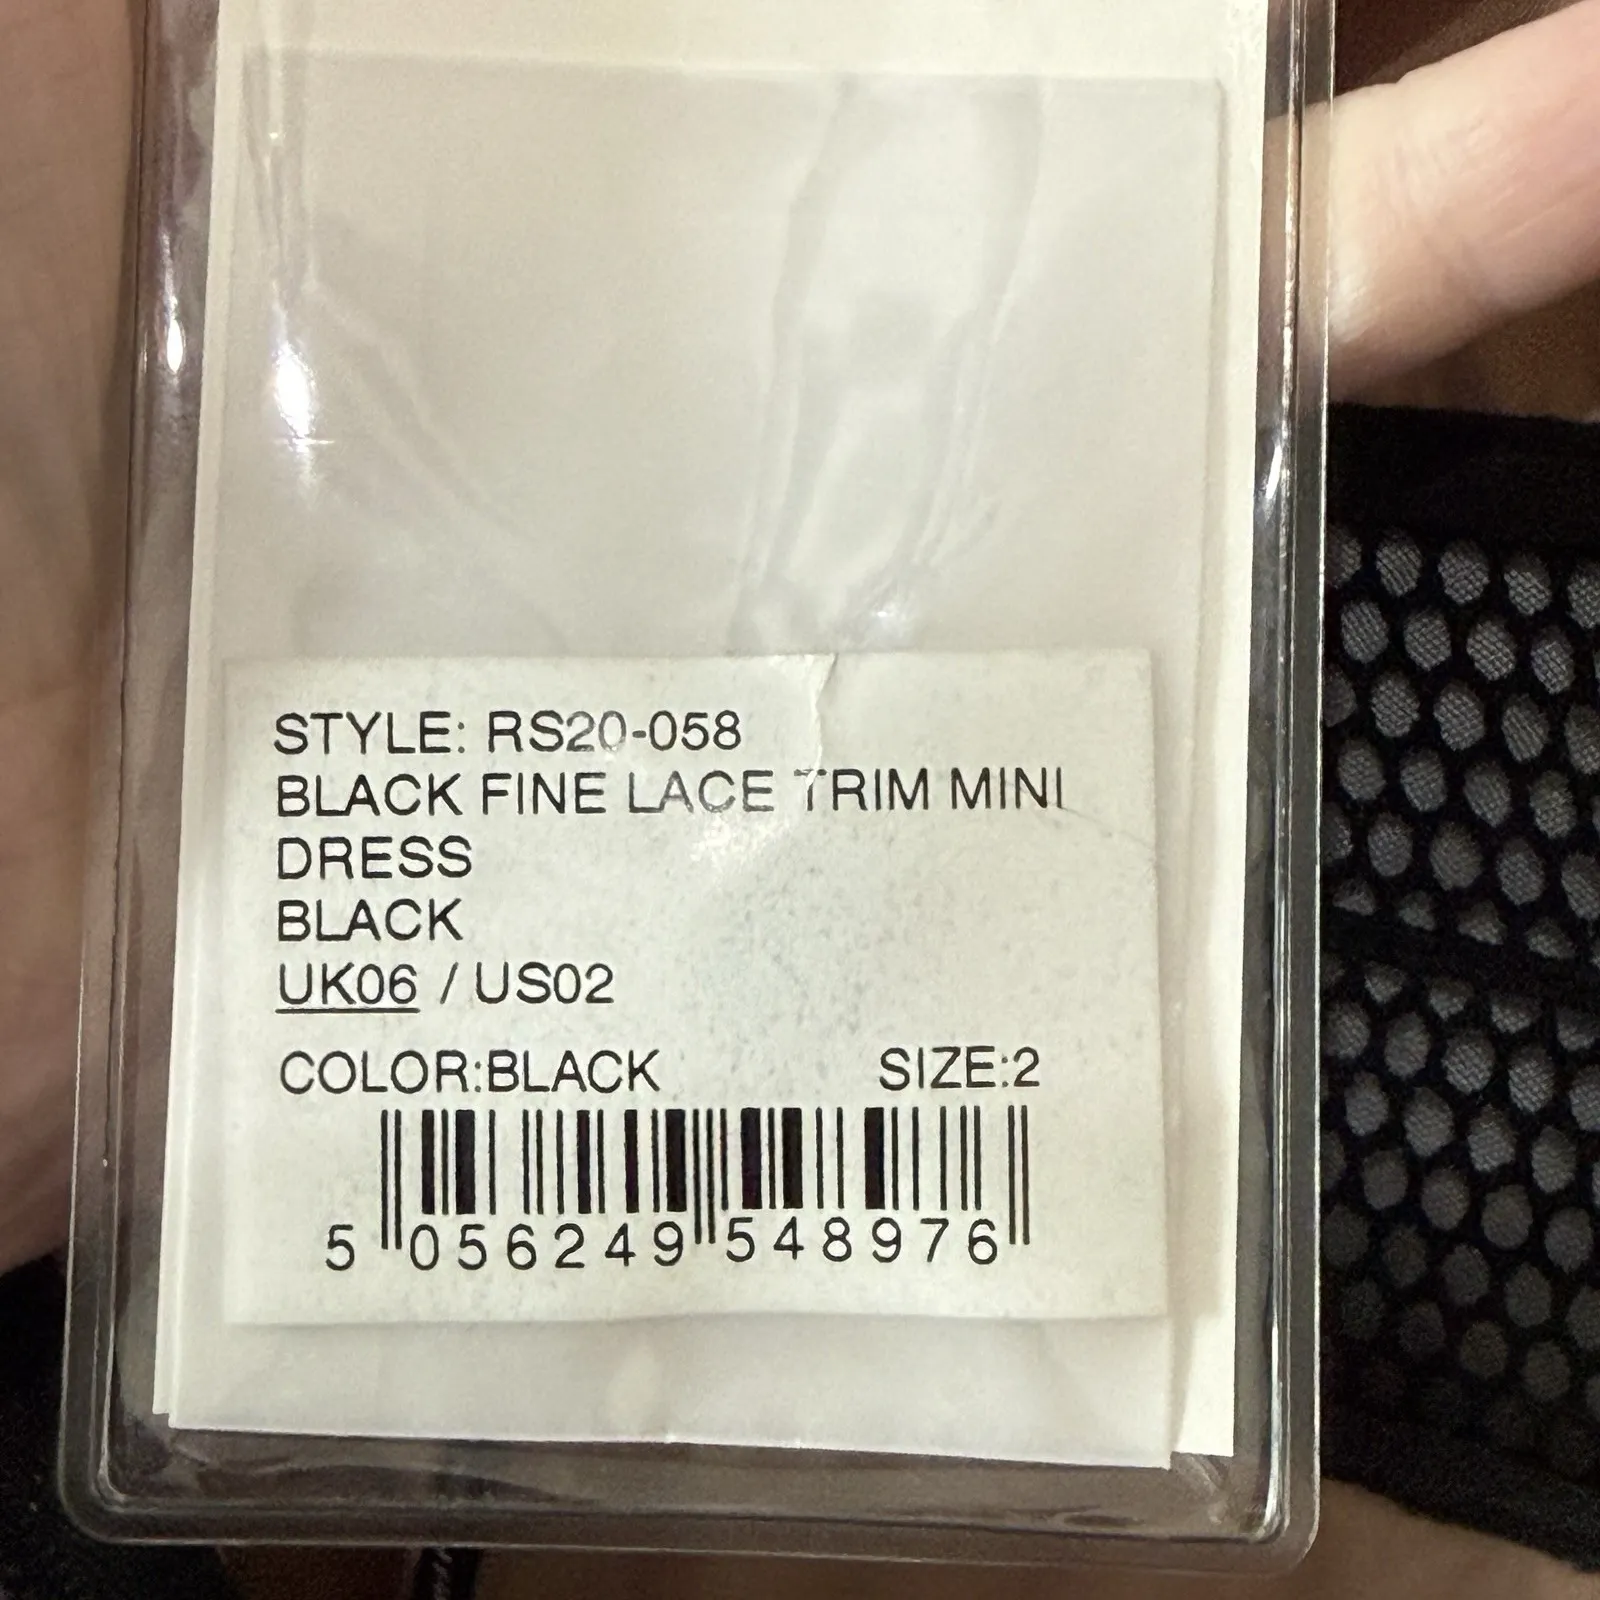 STYLE: RS20-058
BLACK FINE LACE TRIM MINI
DRESS
BLACK
UK06 / US02
COLOR:BLACK SIZE:2
5 056249 548976